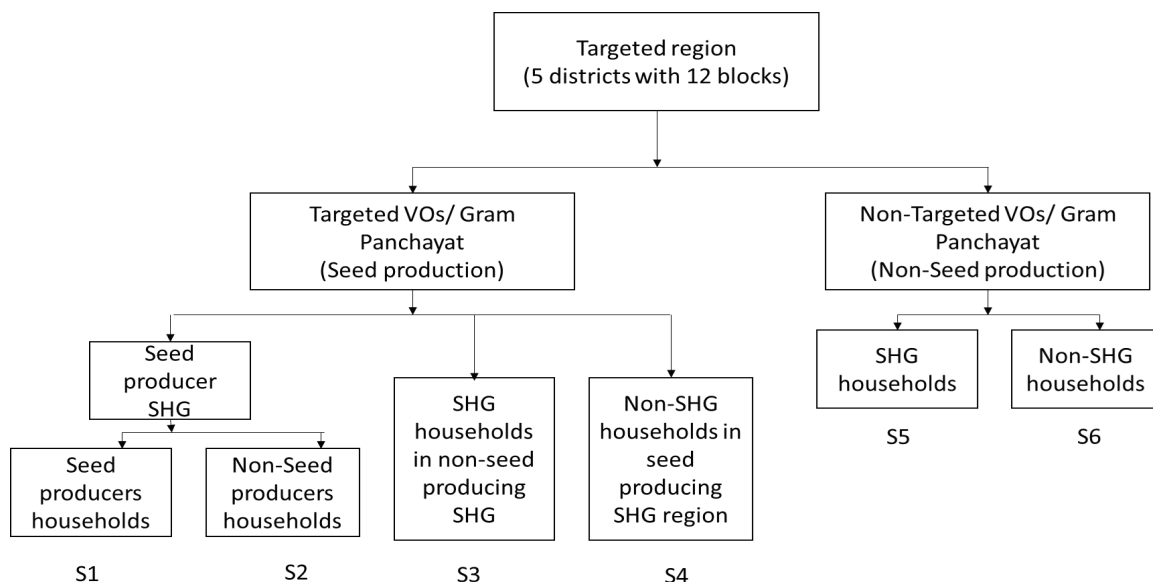 Targeted region
(5 districts with 12 blocks)
Targeted VOs/ Gram
Panchayat
(Seed production)
Non-Targeted VOs/ Gram
Panchayat
(Non-Seed production)
Seed
producer
SHG
SHG
households
in non-seed
producing
SHG
Non-SHG
households in
seed
producing
SHG region
SHG
households
Non-SHG
households
Seed
producers
households
Non-Seed
producers
households
S1
S2
S3
S4
S5
S6